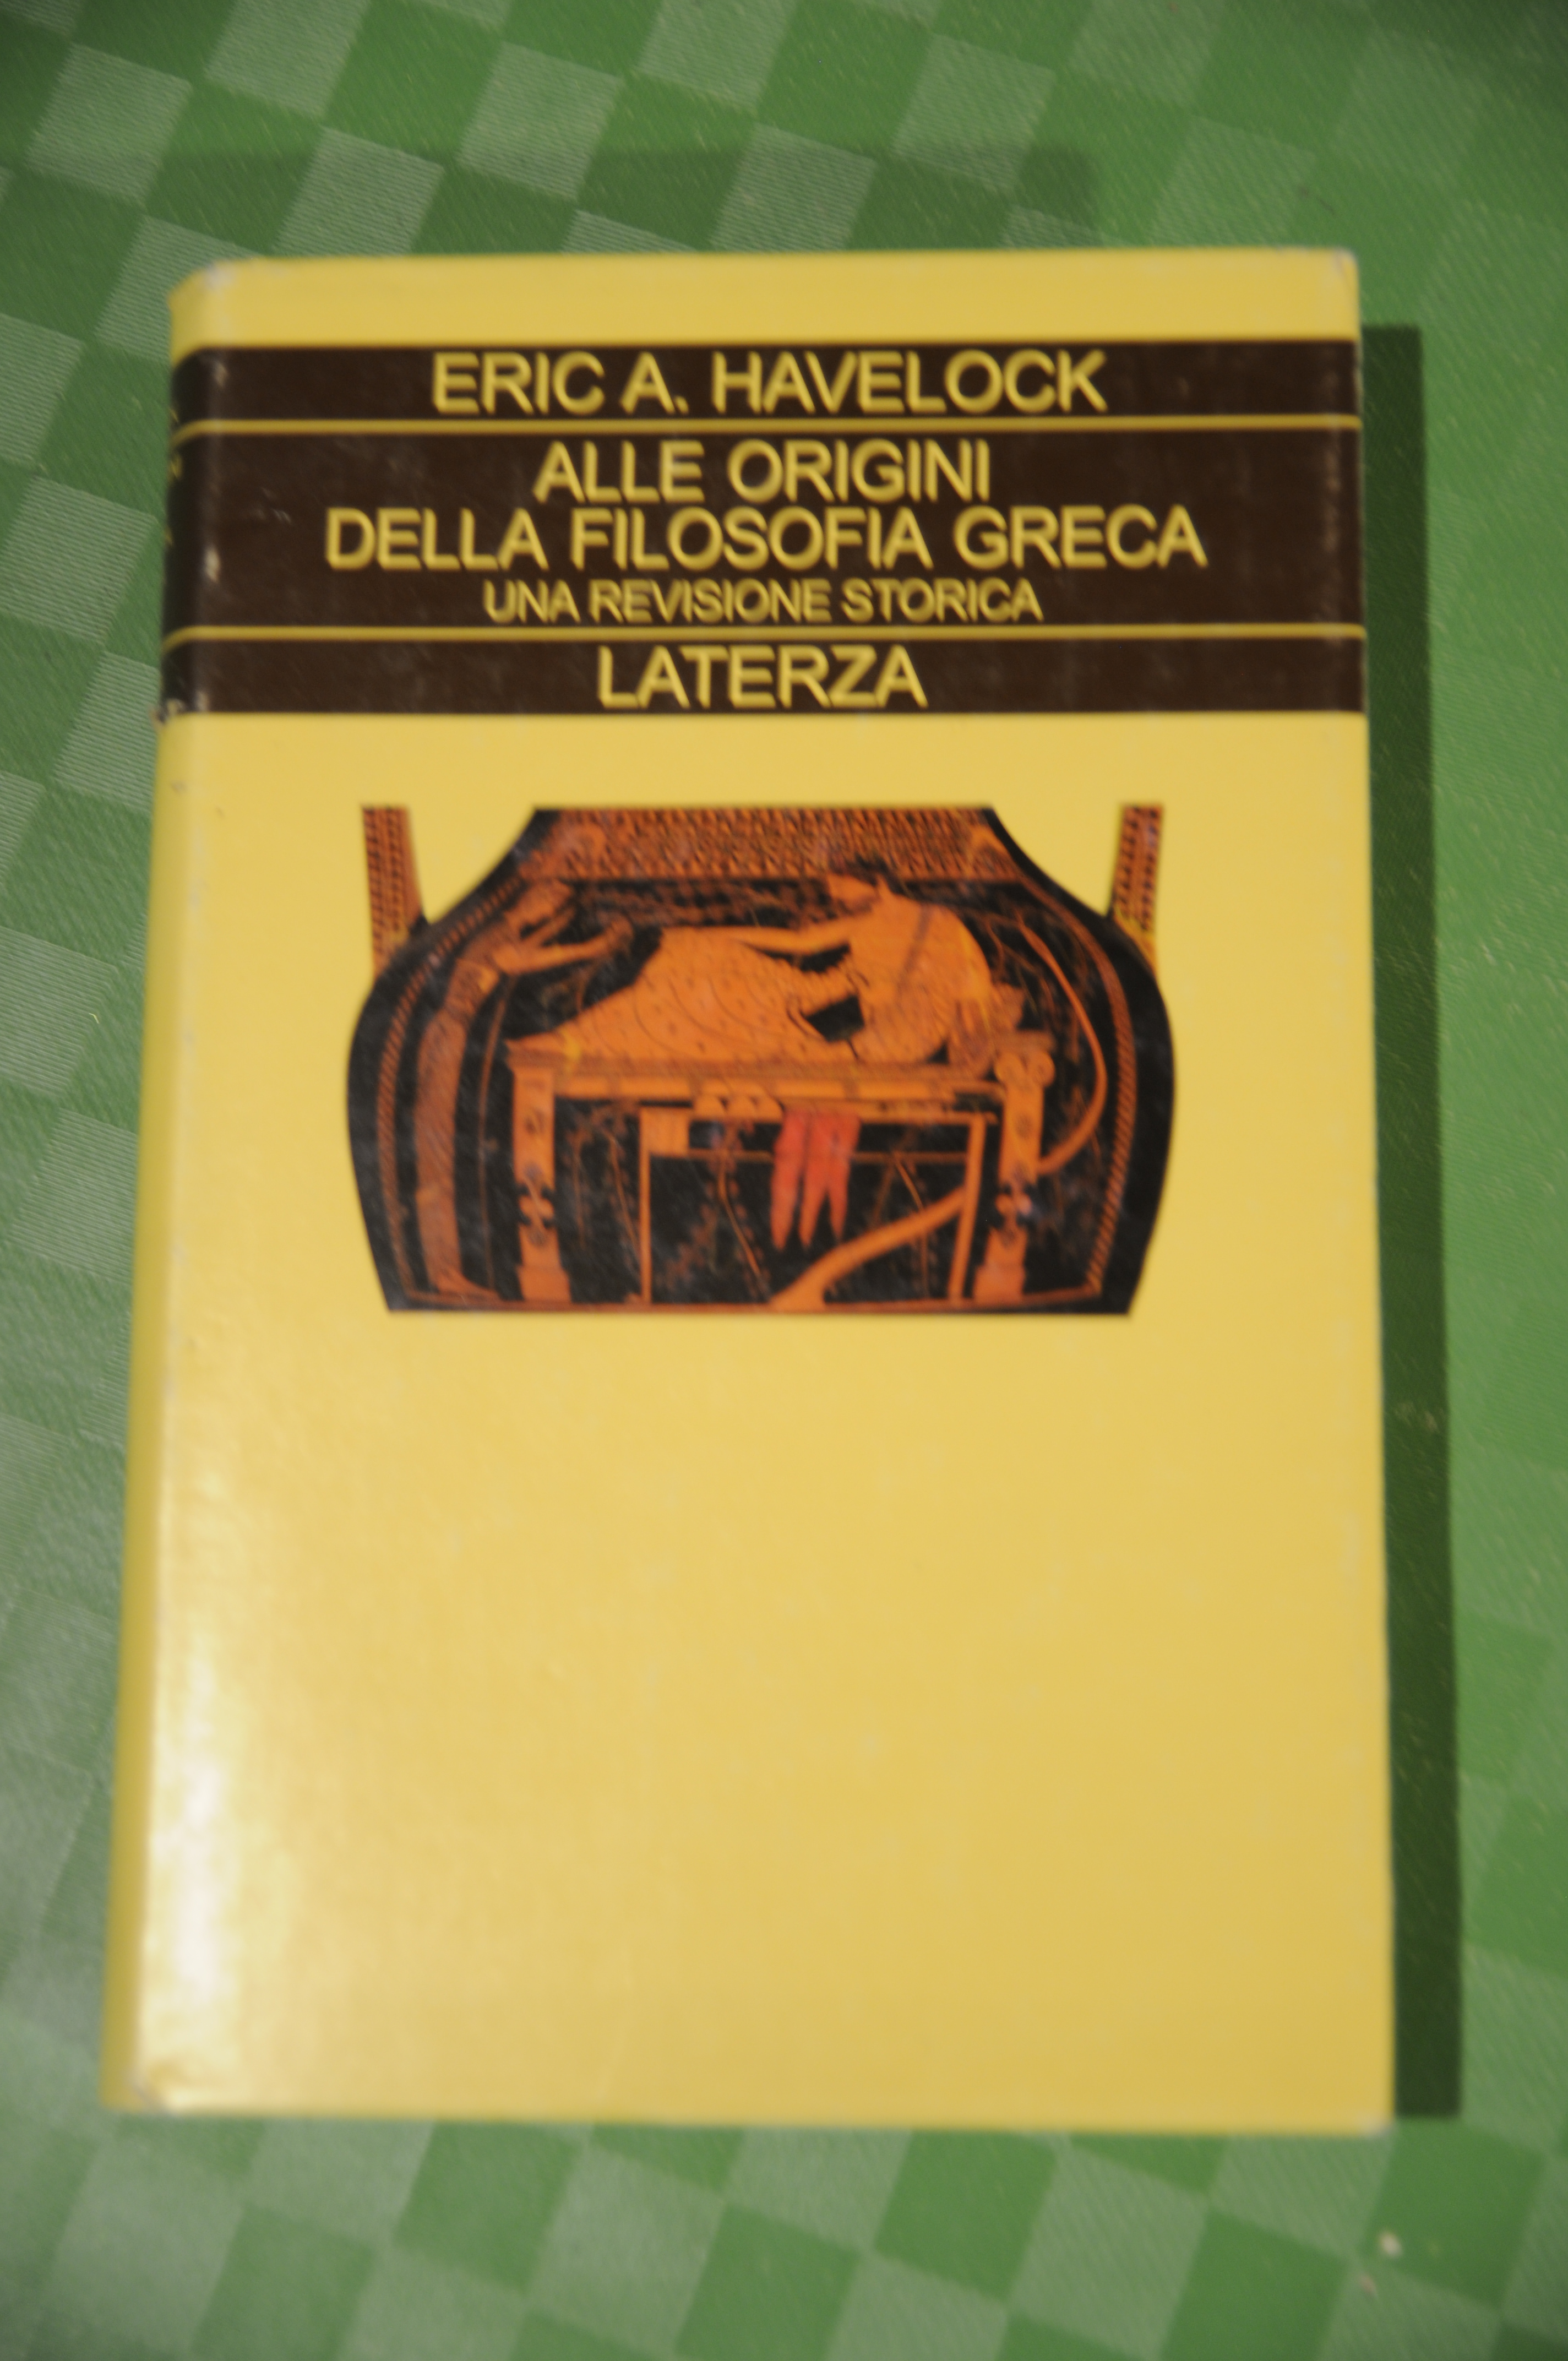 ERIC A. HAVELOCK
ALLE ORIGINI
DELLA FILOSOFIA GRECA
UNA REVISIONE STORICA
LATERZA